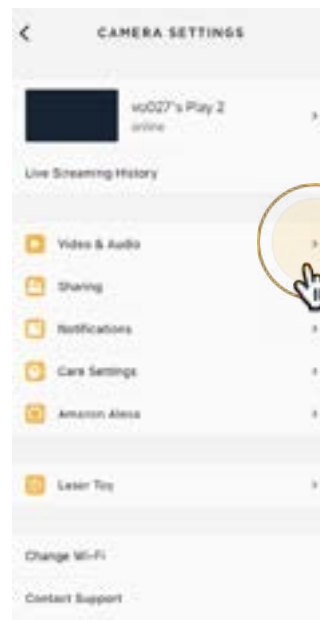 CAMERA SETTINGS
vo027's Play 2
online
Live Streaming History
Video & Audio
Sharing
Notifications
Care Settings
Amazon Alexa
Laser Toy
Change Wi-Fi
Contact Support